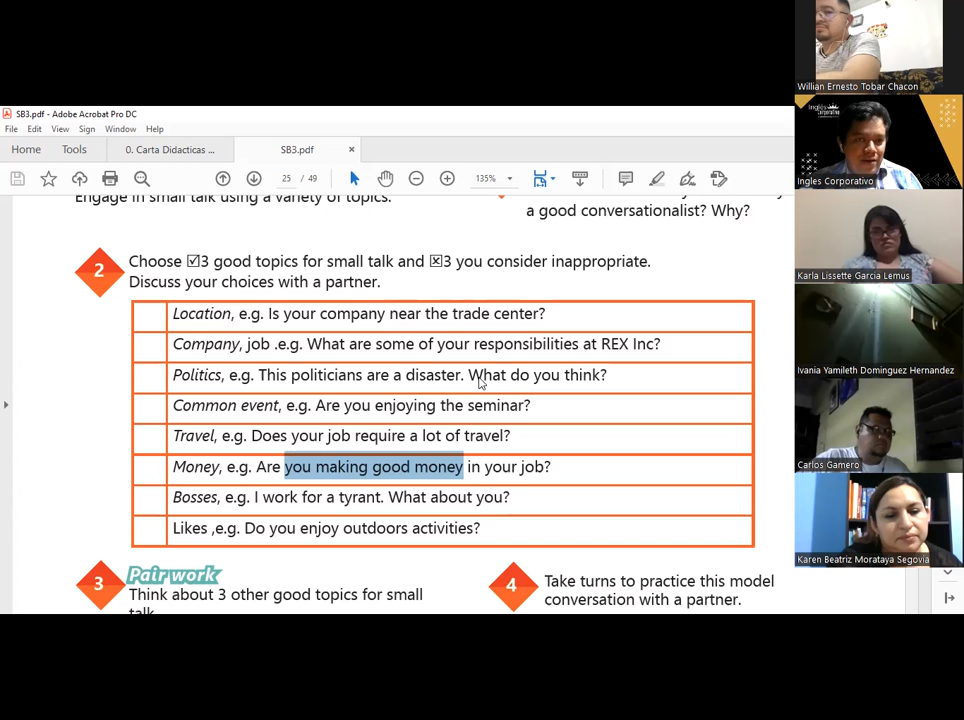 SB3.pdf - Adobe Acrobat Pro DC
File Edit View Sign Window Help
Home Tools 0. Carta Didacticas ... SB3.pdf ×
25 / 49 135%
Engage in small talk using a variety of topics.
a good conversationalist? Why?
2 Choose ☑3 good topics for small talk and ☒3 you consider inappropriate.
Discuss your choices with a partner.
Location, e.g. Is your company near the trade center?
Company, job .e.g. What are some of your responsibilities at REX Inc?
Politics, e.g. This politicians are a disaster. What do you think?
Common event, e.g. Are you enjoying the seminar?
Travel, e.g. Does your job require a lot of travel?
Money, e.g. Are you making good money in your job?
Bosses, e.g. I work for a tyrant. What about you?
Likes ,e.g. Do you enjoy outdoors activities?
3 Pair work
Think about 3 other good topics for small
talk
4 Take turns to practice this model
conversation with a partner.
Willian Ernesto Tobar Chacon
Inglés
Corporativo
Ingles Corporativo
Karla Lissette Garcia Lemus
Ivania Yamileth Dominguez Hernandez
Carlos Gamero
Karen Beatriz Morataya Segovia